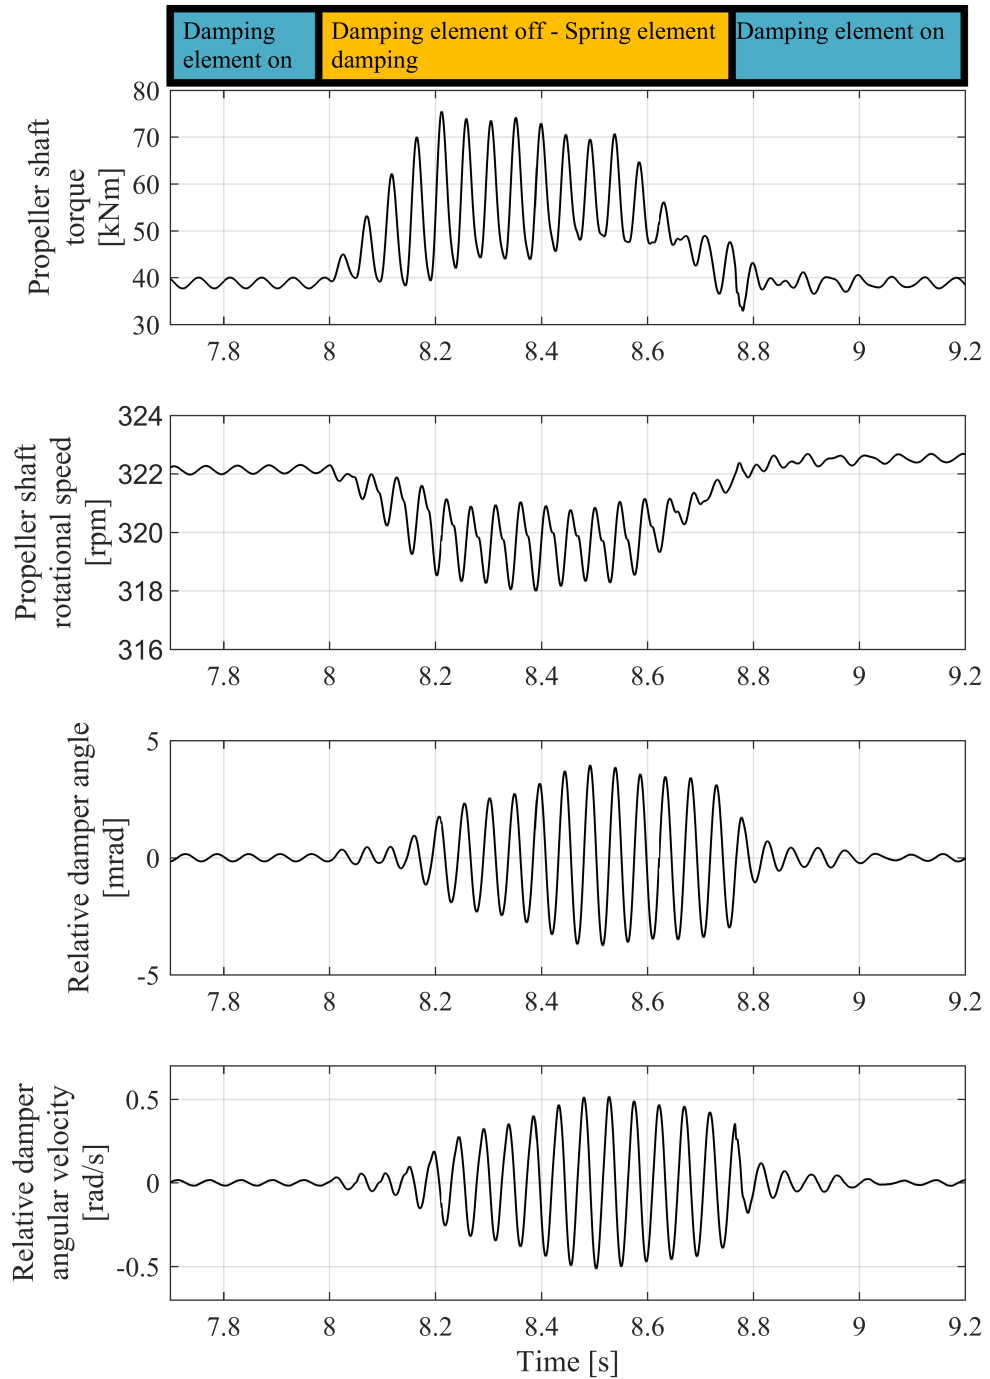 Damping
element on
Damping element off - Spring element
damping
Damping element on
Propeller shaft
torque
[kNm]
80
70
60
50
40
30
7.8 8 8.2 8.4 8.6 8.8 9 9.2
Propeller shaft
rotational speed
[rpm]
324
322
320
318
316
7.8 8 8.2 8.4 8.6 8.8 9 9.2
Relative damper angle
[mrad]
5
0
-5
7.8 8 8.2 8.4 8.6 8.8 9 9.2
Relative damper
angular velocity
[rad/s]
0.5
0
-0.5
7.8 8 8.2 8.4 8.6 8.8 9 9.2
Time [s]